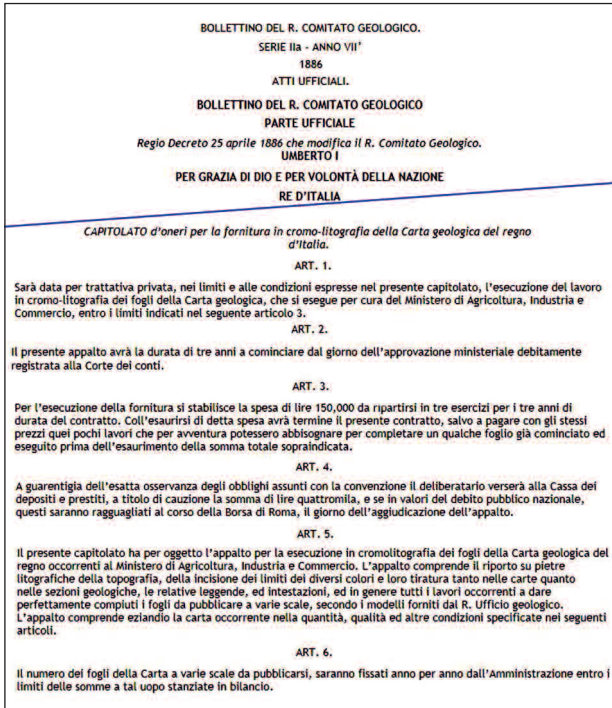 BOLLETTINO DEL R. COMITATO GEOLOGICO.
SERIE IIa - ANNO VII°
1886
ATTI UFFICIALI.
BOLLETTINO DEL R. COMITATO GEOLOGICO
PARTE UFFICIALE
Regio Decreto 25 aprile 1886 che modifica il R. Comitato Geologico.
UMBERTO I
PER GRAZIA DI DIO E PER VOLONTÀ DELLA NAZIONE
RE D'ITALIA
CAPITOLATO d'oneri per la fornitura in cromo-litografia della Carta geologica del regno
d'Italia.
ART. 1.
Sarà data per trattativa privata, nei limiti e alle condizioni espresse nel presente capitolato, l'esecuzione del lavoro
in cromo-litografia dei fogli della Carta geologica, che si esegue per cura del Ministero di Agricoltura, Industria e
Commercio, entro i limiti indicati nel seguente articolo 3.
ART. 2.
Il presente appalto avrà la durata di tre anni a cominciare dal giorno dell'approvazione ministeriale debitamente
registrata alla Corte dei conti.
ART. 3.
Per l'esecuzione della fornitura si stabilisce la spesa di lire 150,000 da ripartirsi in tre esercizi per i tre anni di
durata del contratto. Coll'esaurirsi di detta spesa avrà termine il presente contratto, salvo a pagare con gli stessi
prezzi quei pochi lavori che per avventura potessero abbisognare per completare un qualche foglio già cominciato ed
eseguito prima dell'esaurimento della somma totale sopraindicata.
ART. 4.
A guarentigia dell'esatta osservanza degli obblighi assunti con la convenzione il deliberatario verserà alla Cassa dei
depositi e prestiti, a titolo di cauzione la somma di lire quattromila, e se in valori del debito pubblico nazionale,
questi saranno ragguagliati al corso della Borsa di Roma, il giorno dell'aggiudicazione dell'appalto.
ART. 5.
Il presente capitolato ha per oggetto l'appalto per la esecuzione in cromolitografia dei fogli della Carta geologica del
regno occorrenti al Ministero di Agricoltura, Industria e Commercio. L'appalto comprende il riporto su pietre
litografiche della topografia, della incisione dei limiti dei diversi colori e loro tiratura tanto nelle carte quanto
nelle sezioni geologiche, le relative leggende, ed intestazioni, ed in genere tutti i lavori occorrenti a dare
perfettamente compiuti i fogli da pubblicare a varie scale, secondo i modelli forniti dal R. Ufficio geologico.
L'appalto comprende eziandio la carta occorrente nella quantità, qualità ed altre condizioni specificate nei seguenti
articoli.
ART. 6.
Il numero dei fogli della Carta a varie scale da pubblicarsi, saranno fissati anno per anno dall'Amministrazione entro i
limiti delle somme a tal uopo stanziate in bilancio.